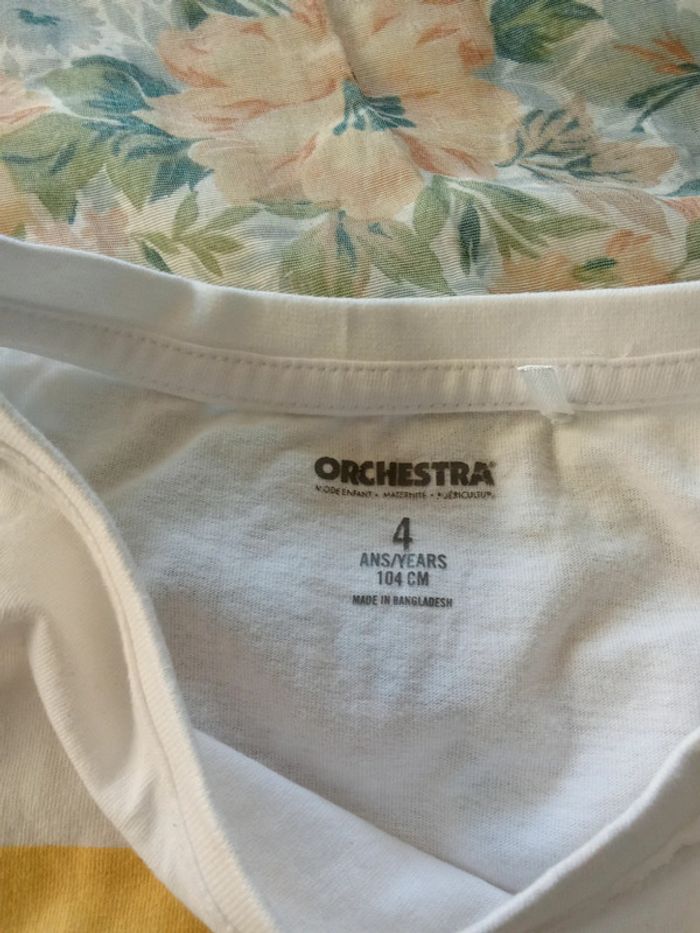 ORCHESTRA
MODE ENFANT • MATERNITÉ • PUÉRICULTURE
4
ANS/YEARS
104 CM
MADE IN BANGLADESH